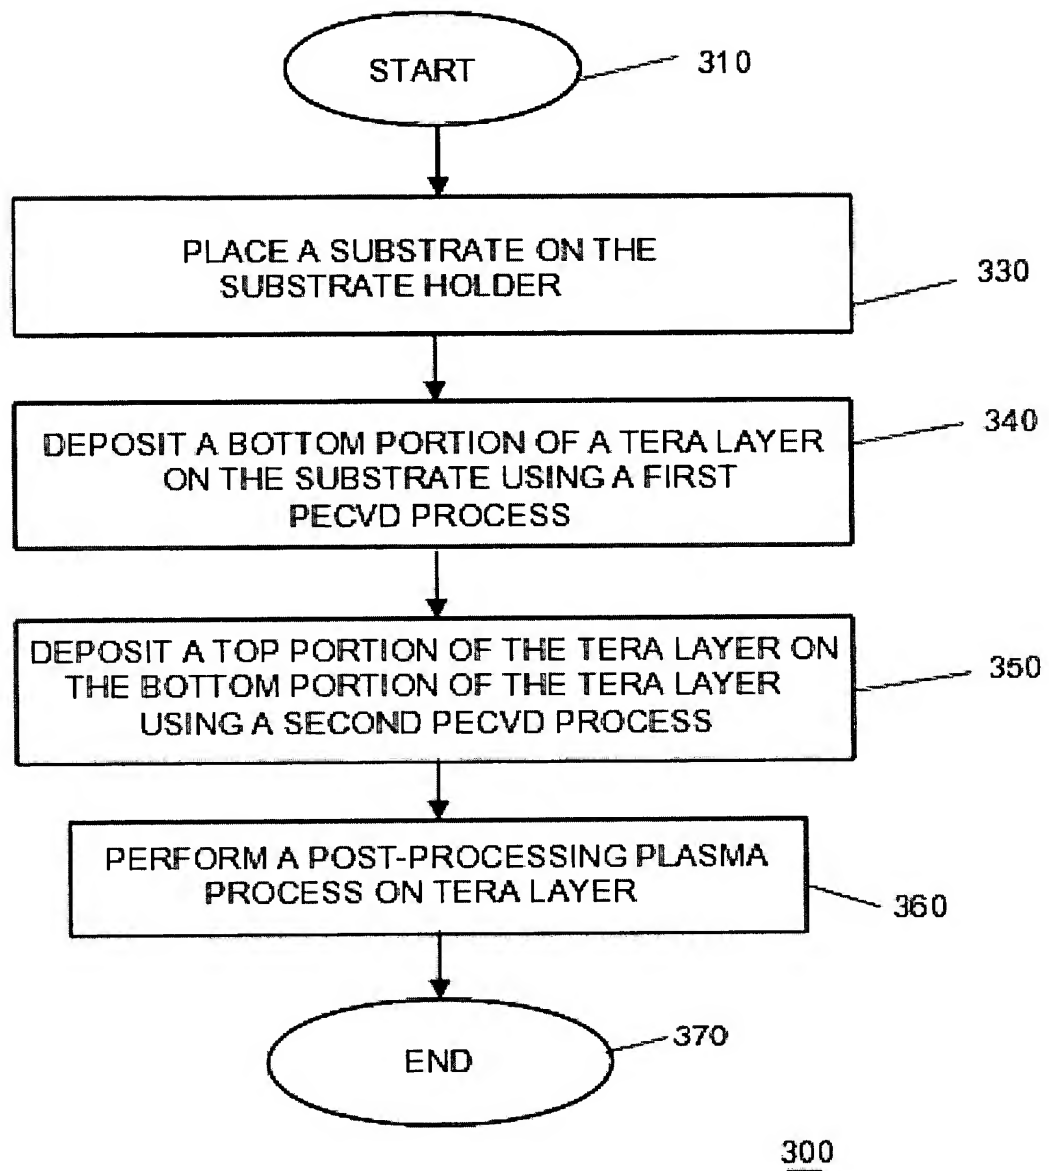 START
310
PLACE A SUBSTRATE ON THE
SUBSTRATE HOLDER
330
DEPOSIT A BOTTOM PORTION OF A TERA LAYER
ON THE SUBSTRATE USING A FIRST
PECVD PROCESS
340
DEPOSIT A TOP PORTION OF THE TERA LAYER ON
THE BOTTOM PORTION OF THE TERA LAYER
USING A SECOND PECVD PROCESS
350
PERFORM A POST-PROCESSING PLASMA
PROCESS ON TERA LAYER
360
END
370
300